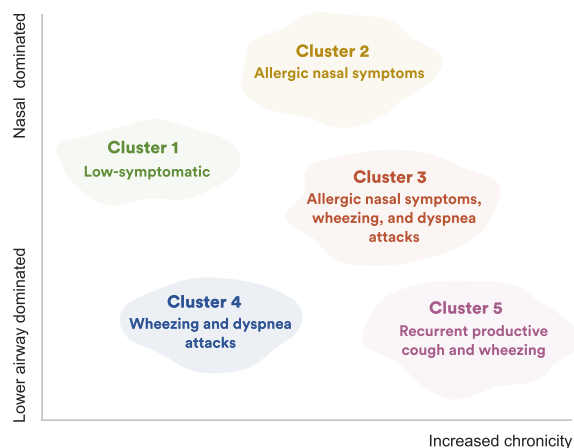 Nasal dominated
Cluster 2
Allergic nasal symptoms
Cluster 1
Low-symptomatic
Cluster 3
Allergic nasal symptoms,
wheezing, and dyspnea
attacks
Lower airway dominated
Cluster 4
Wheezing and dyspnea
attacks
Cluster 5
Recurrent productive
cough and wheezing
Increased chronicity